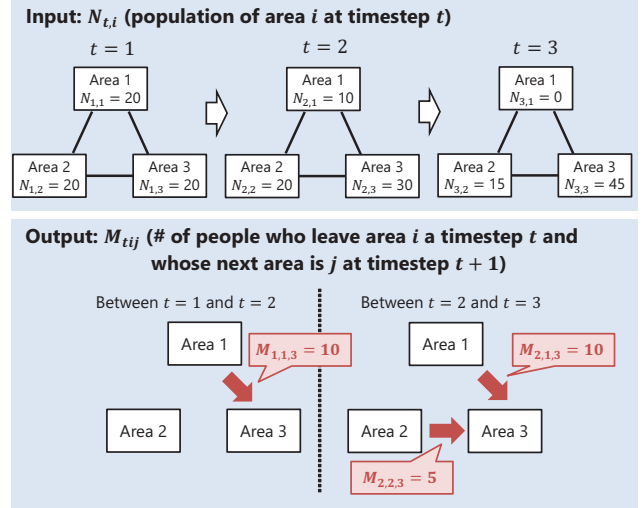 Input: N_{t,i} (population of area i at timestep t)
t = 1
t = 2
t = 3
Area 1
N_{1,1} = 20
Area 1
N_{2,1} = 10
Area 1
N_{3,1} = 0
Area 2
N_{1,2} = 20
Area 3
N_{1,3} = 20
Area 2
N_{2,2} = 20
Area 3
N_{2,3} = 30
Area 2
N_{3,2} = 15
Area 3
N_{3,3} = 45
Output: M_{tij} (# of people who leave area i a timestep t and
whose next area is j at timestep t + 1)
Between t = 1 and t = 2
Between t = 2 and t = 3
Area 1
M_{1,1,3} = 10
Area 2
Area 3
Area 1
M_{2,1,3} = 10
Area 2
Area 3
M_{2,2,3} = 5